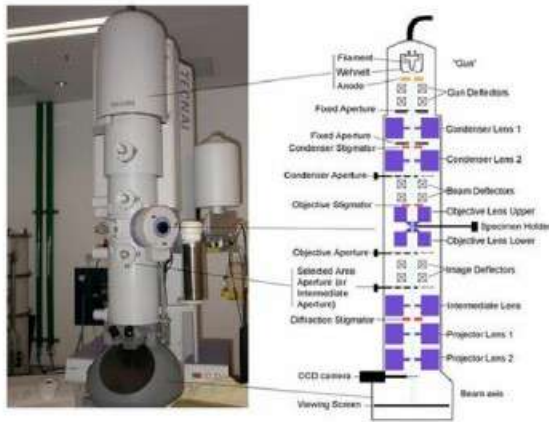 TECNAI
Filament
Wehnelt
Anode
"Gun"
Gun Deflectors
Fixed Aperture
Condenser Lens 1
Fixed Aperture
Condenser Stigmator
Condenser Lens 2
Condenser Aperture
Beam Deflectors
Objective Stigmator
Objective Lens Upper
Specimen Holder
Objective Lens Lower
Objective Aperture
Selected Area
Aperture (or
Intermediate
Aperture)
Image Deflectors
Intermediate Lens
Diffraction Stigmator
Projector Lens 1
Projector Lens 2
CCD camera
Beam axis
Viewing Screen